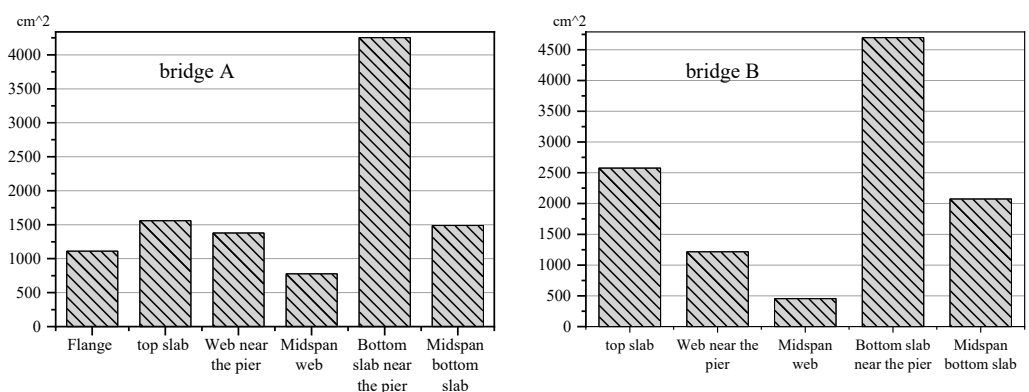 cm^2
bridge A
4000
3500
3000
2500
2000
1500
1000
500
0
Flange
top slab
Web near
the pier
Midspan
web
Bottom
slab near
the pier
Midspan
bottom
slab
cm^2
bridge B
4500
4000
3500
3000
2500
2000
1500
1000
500
0
top slab
Web near the
pier
Midspan
web
Bottom slab
near the pier
Midspan
bottom slab